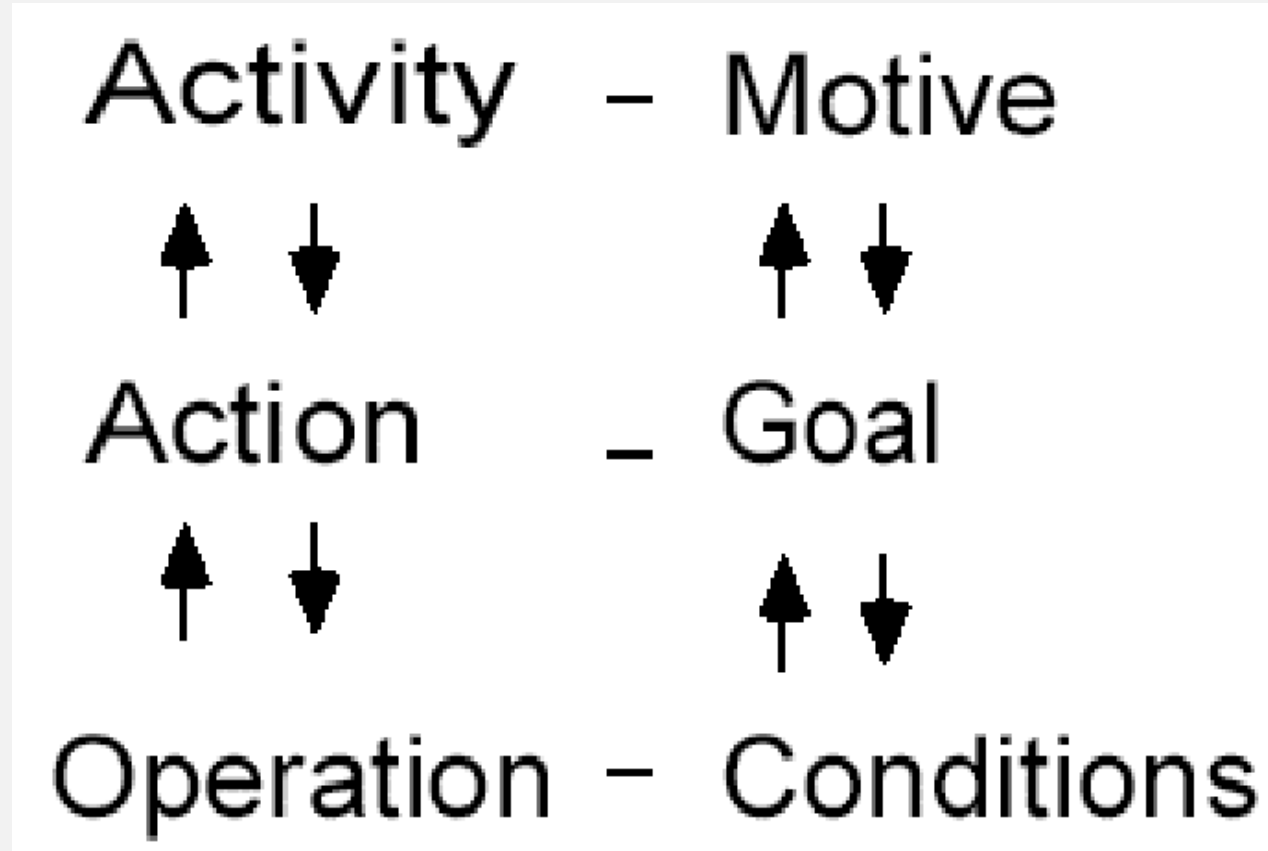 Activity – Motive
Action – Goal
Operation – Conditions